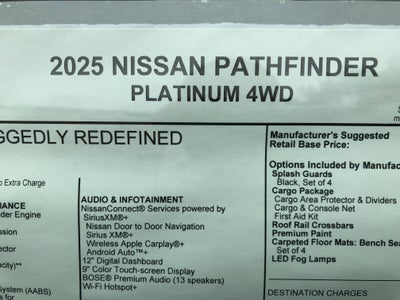 2025 NISSAN PATHFINDER
PLATINUM 4WD
GGEDLY REDEFINED
o Extra Charge
MANCE
der Engine
ission
ector
acity)**
System (AABS)
AUDIO & INFOTAINMENT
NissanConnect® Services powered by
SiriusXM®+
Nissan Door to Door Navigation
Sirius XM®+
Wireless Apple Carplay®+
Android Auto™+
12" Digital Dashboard
9" Color Touch-screen Display
BOSE® Premium Audio (13 speakers)
Wi-Fi Hotspot+
Manufacturer's Suggested
Retail Base Price:
Options Included by Manufac
Splash Guards
Black, Set of 4
Cargo Package
Cargo Area Protector & Dividers
Cargo & Console Net
First Aid Kit
Roof Rail Crossbars
Premium Paint
Carpeted Floor Mats: Bench Sea
Set of 4
LED Fog Lamps
DESTINATION CHARGES